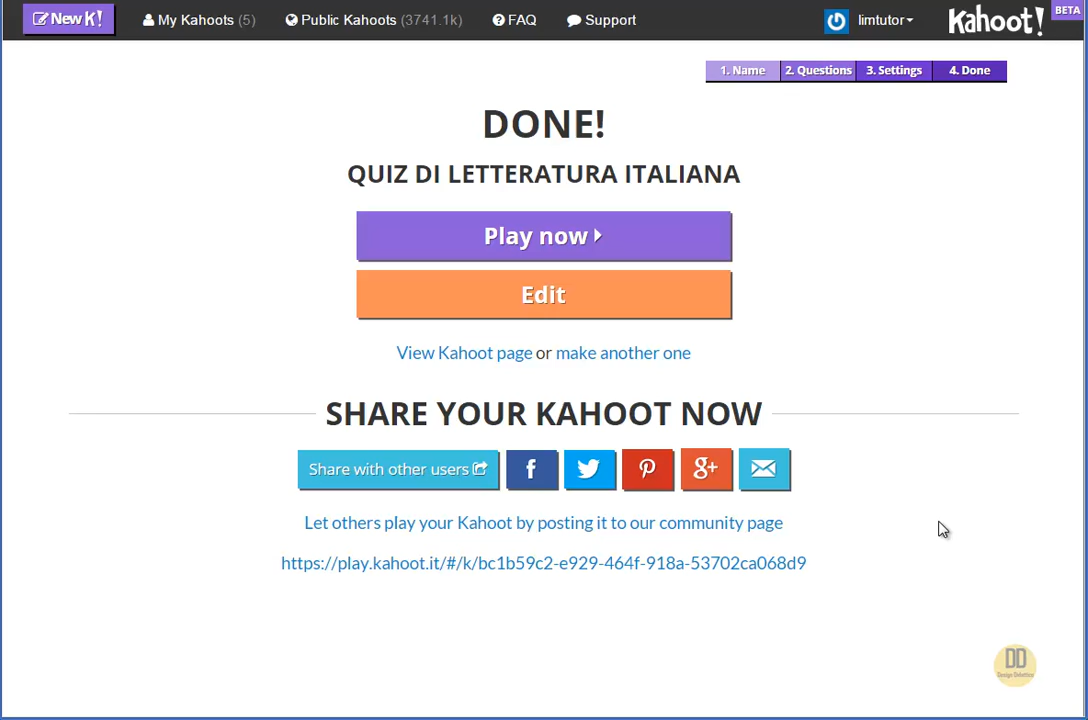 New K! My Kahoots (5) Public Kahoots (3741.1k) FAQ Support limtutor Kahoot! BETA
1. Name 2. Questions 3. Settings 4. Done
DONE!
QUIZ DI LETTERATURA ITALIANA
Play now
Edit
View Kahoot page or make another one
SHARE YOUR KAHOOT NOW
Share with other users f g+
Let others play your Kahoot by posting it to our community page
https://play.kahoot.it/#/k/bc1b59c2-e929-464f-918a-53702ca068d9
DD
Design Didattico